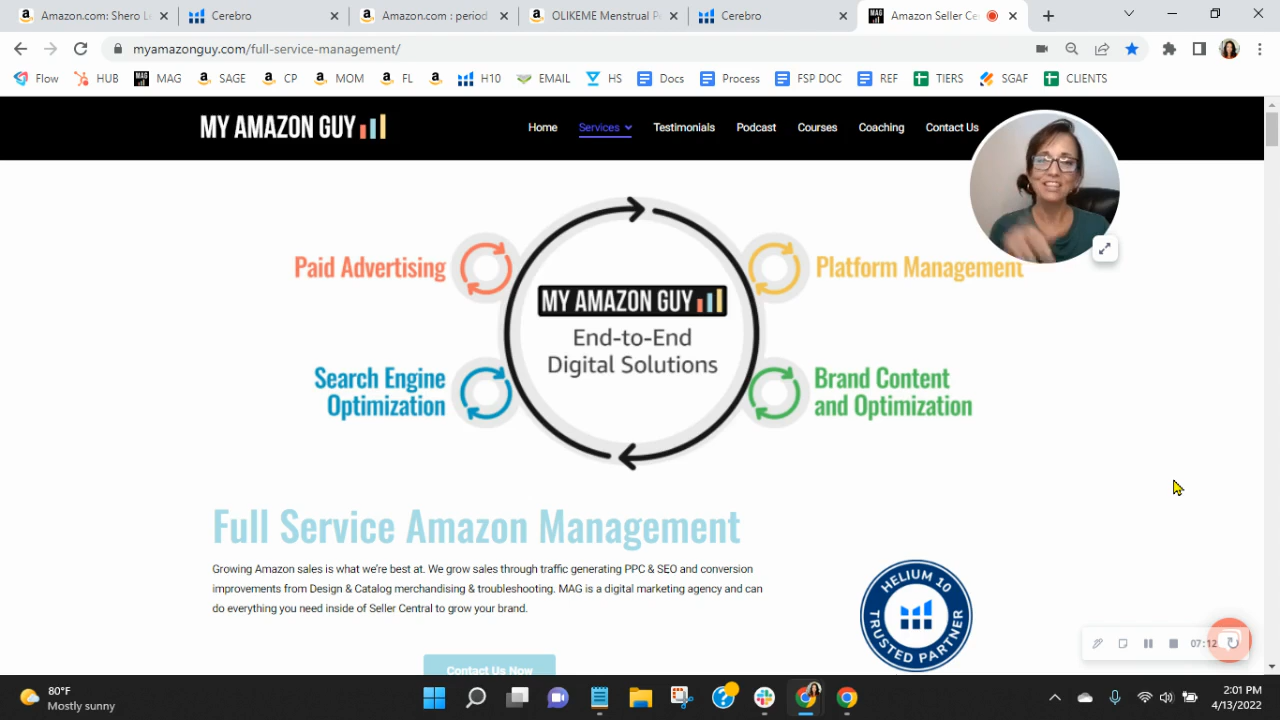 Amazon.com: Shero L
Cerebro
Amazon.com : period
OLIKEME Menstrual P
Cerebro
Amazon Seller Ce
myamazonguy.com/full-service-management/
Flow
HUB
MAG
SAGE
CP
MOM
FL
H10
EMAIL
HS
Docs
Process
FSP DOC
REF
TIERS
SGAF
CLIENTS
MY AMAZON GUY
Home
Services
Testimonials
Podcast
Courses
Coaching
Contact Us
Paid Advertising
Platform Management
MY AMAZON GUY
End-to-End
Digital Solutions
Search Engine
Optimization
Brand Content
and Optimization
Full Service Amazon Management
Growing Amazon sales is what we're best at. We grow sales through traffic generating PPC & SEO and conversion
improvements from Design & Catalog merchandising & troubleshooting. MAG is a digital marketing agency and can
do everything you need inside of Seller Central to grow your brand.
Contact Us Now
HELIUM 10
TRUSTED PARTNER
07:12
80°F
Mostly sunny
2:01 PM
4/13/2022